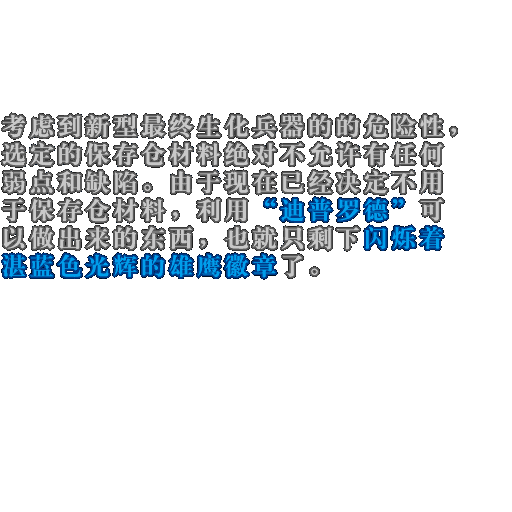 考虑到新型最终生化兵器的的危险性，
选定的保存仓材料绝对不允许有任何
弱点和缺陷。由于现在已经决定不用
于保存仓材料，利用“迪普罗德”可
以做出来的东西，也就只剩下闪烁着
湛蓝色光辉的雄鹰徽章了。